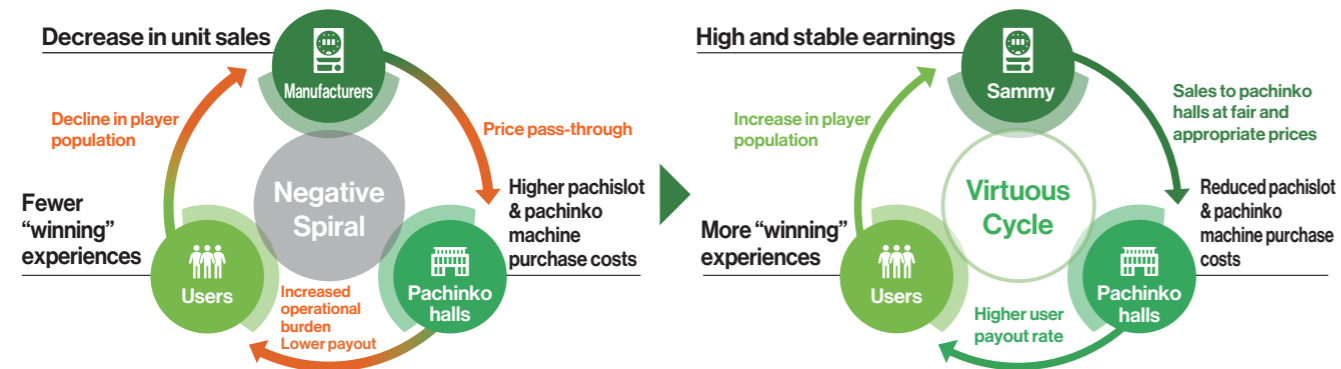 Decrease in unit sales
Manufacturers
Decline in player
population
Price pass-through
Negative
Spiral
Higher pachislot
& pachinko
machine
purchase costs
Fewer
“winning”
experiences
Users
Pachinko
halls
Increased
operational
burden
Lower payout
High and stable earnings
Sammy
Increase in player
population
Sales to pachinko
halls at fair and
appropriate prices
Virtuous
Cycle
Reduced pachislot
& pachinko
machine purchase
costs
More “winning”
experiences
Users
Pachinko
halls
Higher user
payout rate